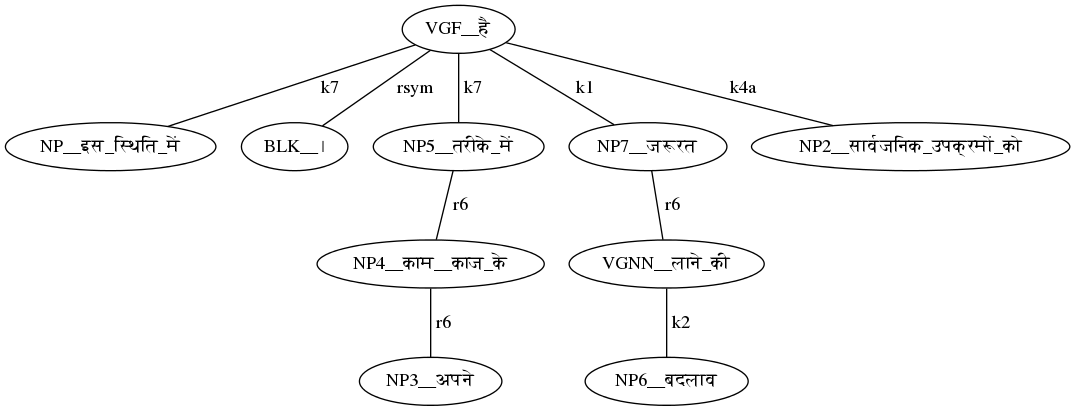 VGF__है
k7 rsym k7 k1 k4a
NP__इस_स्थिति_में BLK__। NP5__तरीके_में NP7__जरूरत NP2__सार्वजनिक_उपक्रमों_को
r6 r6
NP4__काम__काज_के VGNN__लाने_की
r6 k2
NP3__अपने NP6__बदलाव